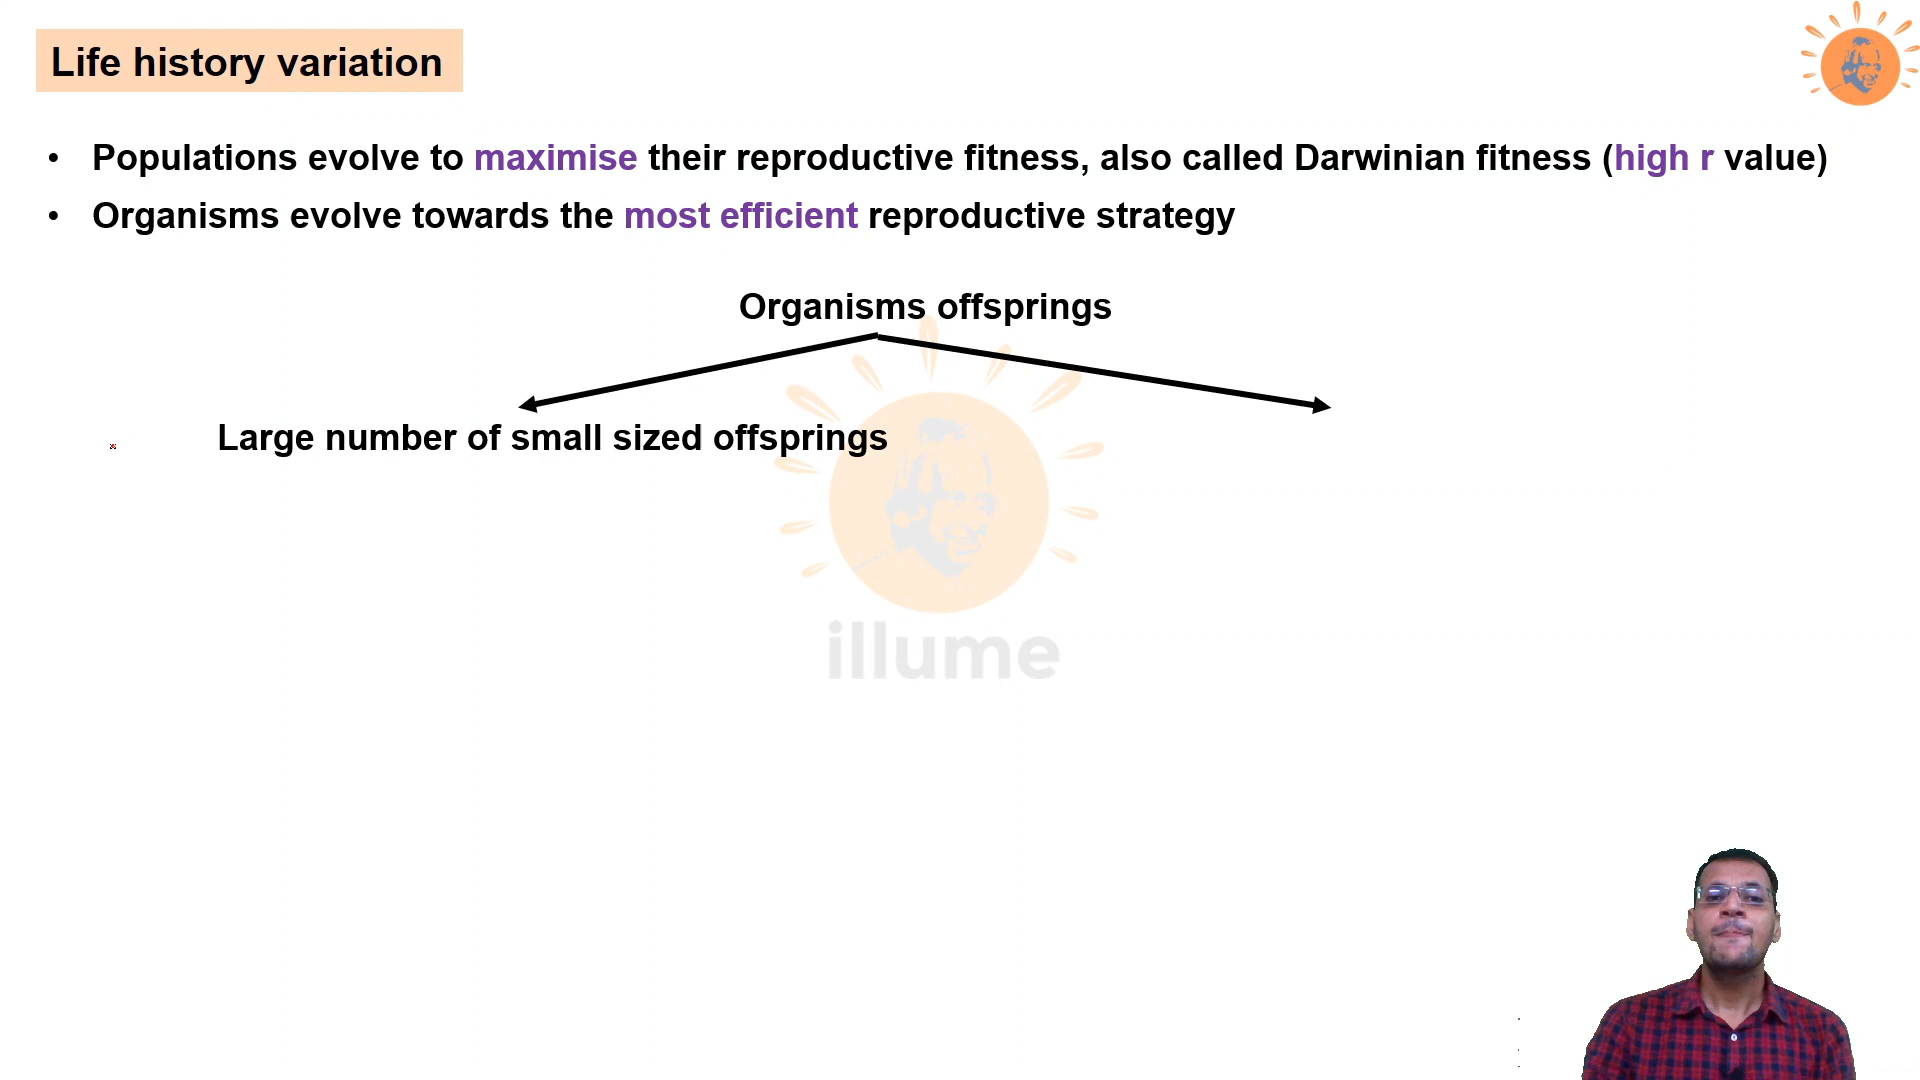 Life history variation
• Populations evolve to maximise their reproductive fitness, also called Darwinian fitness (high r value)
• Organisms evolve towards the most efficient reproductive strategy
Organisms offsprings
Large number of small sized offsprings
illume